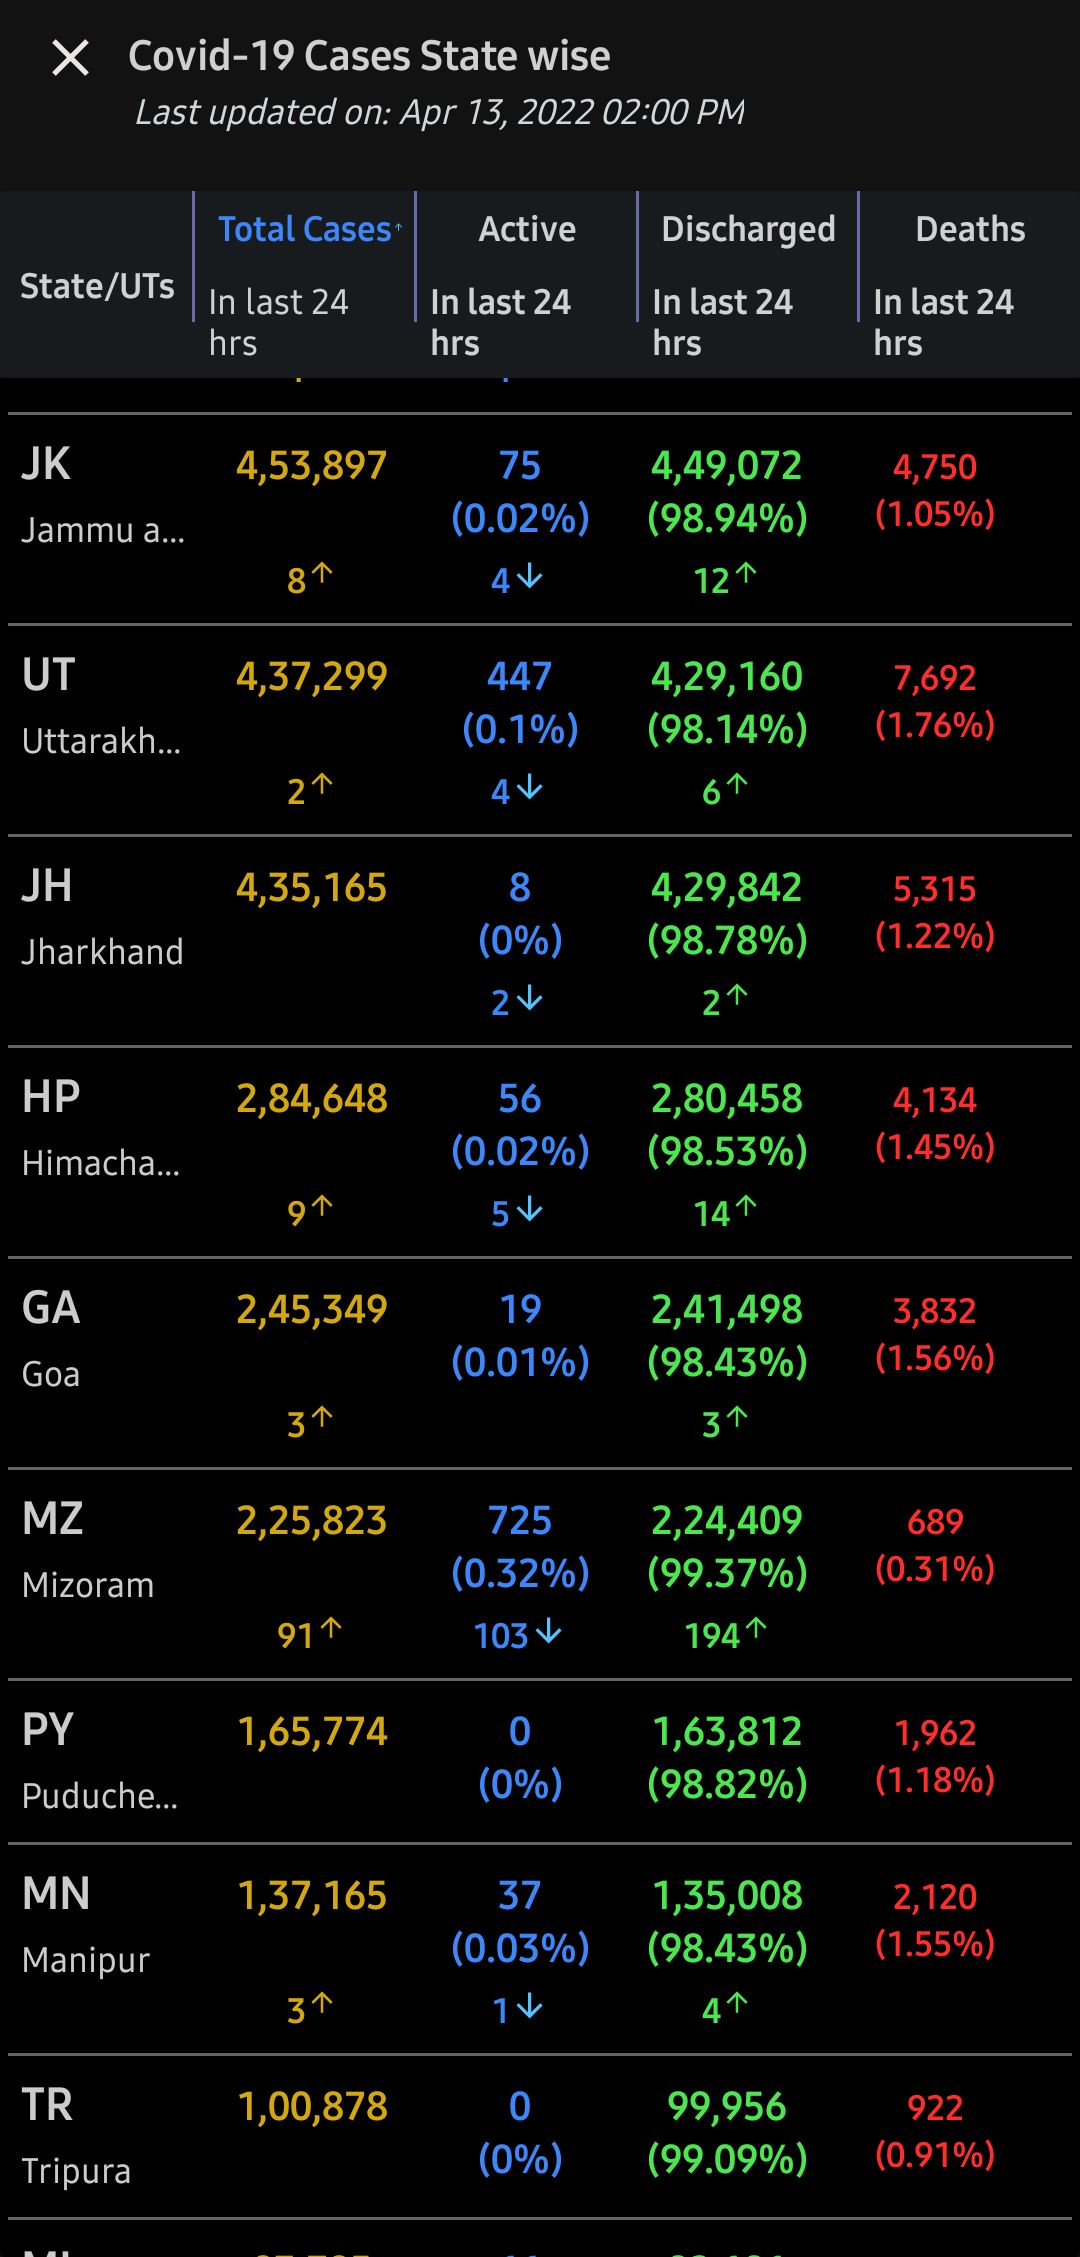 Covid-19 Cases State wise
Last updated on: Apr 13, 2022 02:00 PM
State/UTs
Total Cases↑ Active Discharged Deaths
In last 24 hrs In last 24 hrs In last 24 hrs In last 24 hrs
JK 4,53,897 75 4,49,072 4,750
Jammu a... (0.02%) (98.94%) (1.05%)
8↑ 4↓ 12↑
UT 4,37,299 447 4,29,160 7,692
Uttarakh... (0.1%) (98.14%) (1.76%)
2↑ 4↓ 6↑
JH 4,35,165 8 4,29,842 5,315
Jharkhand (0%) (98.78%) (1.22%)
2↓ 2↑
HP 2,84,648 56 2,80,458 4,134
Himacha... (0.02%) (98.53%) (1.45%)
9↑ 5↓ 14↑
GA 2,45,349 19 2,41,498 3,832
Goa (0.01%) (98.43%) (1.56%)
3↑ 3↑
MZ 2,25,823 725 2,24,409 689
Mizoram (0.32%) (99.37%) (0.31%)
91↑ 103↓ 194↑
PY 1,65,774 0 1,63,812 1,962
Puduche... (0%) (98.82%) (1.18%)
MN 1,37,165 37 1,35,008 2,120
Manipur (0.03%) (98.43%) (1.55%)
3↑ 1↓ 4↑
TR 1,00,878 0 99,956 922
Tripura (0%) (99.09%) (0.91%)